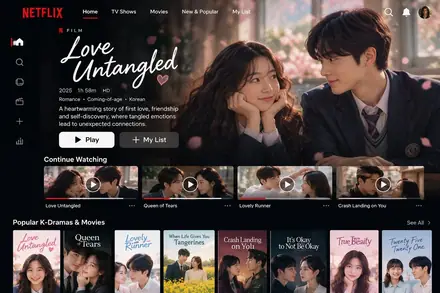 NETFLIX
Home TV Shows Movies New & Popular My List
FILM
Love
Untangled
2025 1h 58m HD
Romance • Coming-of-age • Korean
A heartwarming story of first love, friendship
and self-discovery, where tangled emotions
lead to unexpected connections.
Play + My List
Continue Watching
Love Untangled Queen of Tears Lovely Runner Crash Landing on You
Popular K-Dramas & Movies See All
Love Untangled
Queen of Tears
Lovely Runner
When Life Gives You Tangerines
Crash Landing on You
It's Okay to Not Be Okay
True Beauty
Twenty Five Twenty One